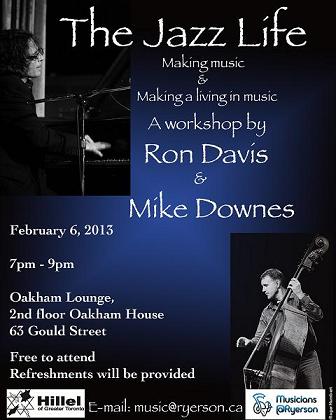 The Jazz Life
Making music
&
Making a living in music
A workshop by
Ron Davis
&
Mike Downes
February 6, 2013
7pm - 9pm
Oakham Lounge,
2nd floor Oakham House
63 Gould Street
Free to attend
Refreshments will be provided
Hillel
of Greater Toronto
E-mail: music@ryerson.ca
Musicians
@Ryerson